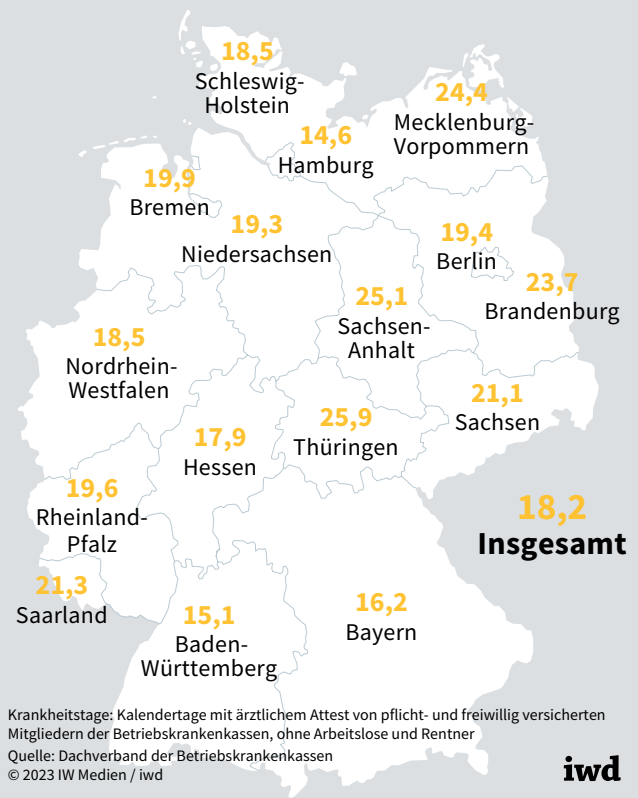 18,5
Schleswig-
Holstein
24,4
Mecklenburg-
Vorpommern
14,6
Hamburg
19,9
Bremen
19,3
Niedersachsen
19,4
Berlin
23,7
Brandenburg
25,1
Sachsen-
Anhalt
18,5
Nordrhein-
Westfalen
21,1
Sachsen
25,9
Thüringen
17,9
Hessen
19,6
Rheinland-
Pfalz
18,2
Insgesamt
21,3
Saarland
15,1
Baden-
Württemberg
16,2
Bayern
Krankheitstage: Kalendertage mit ärztlichem Attest von pflicht- und freiwillig versicherten
Mitgliedern der Betriebskrankenkassen, ohne Arbeitslose und Rentner
Quelle: Dachverband der Betriebskrankenkassen
© 2023 IW Medien / iwd
iwd